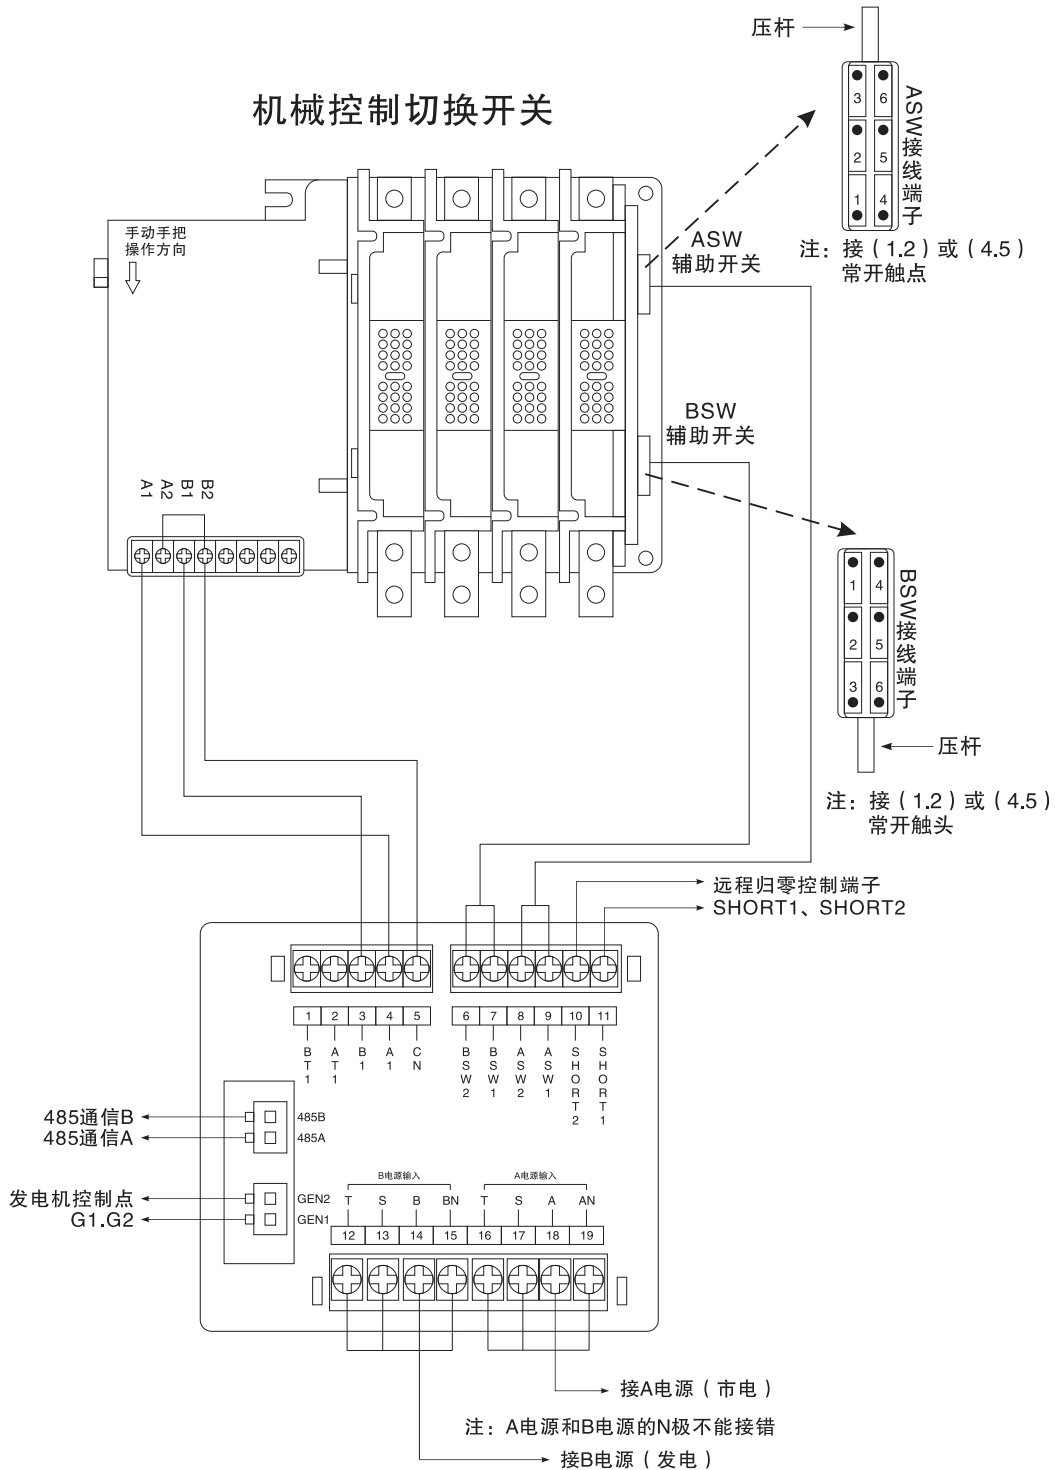 压杆
机械控制切换开关
3 6
2 5
1 4
ASW接线端子
手动手把
操作方向
ASW
辅助开关
注：接（1.2）或（4.5）
常开触点
BSW
辅助开关
A1 A2 B1 B2
1 4
2 5
3 6
BSW接线端子
压杆
注：接（1.2）或（4.5）
常开触头
远程归零控制端子
SHORT1、SHORT2
1 2 3 4 5 6 7 8 9 10 11
BT1 AT1 B1 A1 CN BSW2 BSW1 ASW2 ASW1 SHORT2 SHORT1
485通信B 485B
485通信A 485A
B电源输入 A电源输入
发电机控制点 GEN2
G1.G2 GEN1
T S B BN T S A AN
12 13 14 15 16 17 18 19
接A电源（市电）
注：A电源和B电源的N极不能接错
接B电源（发电）